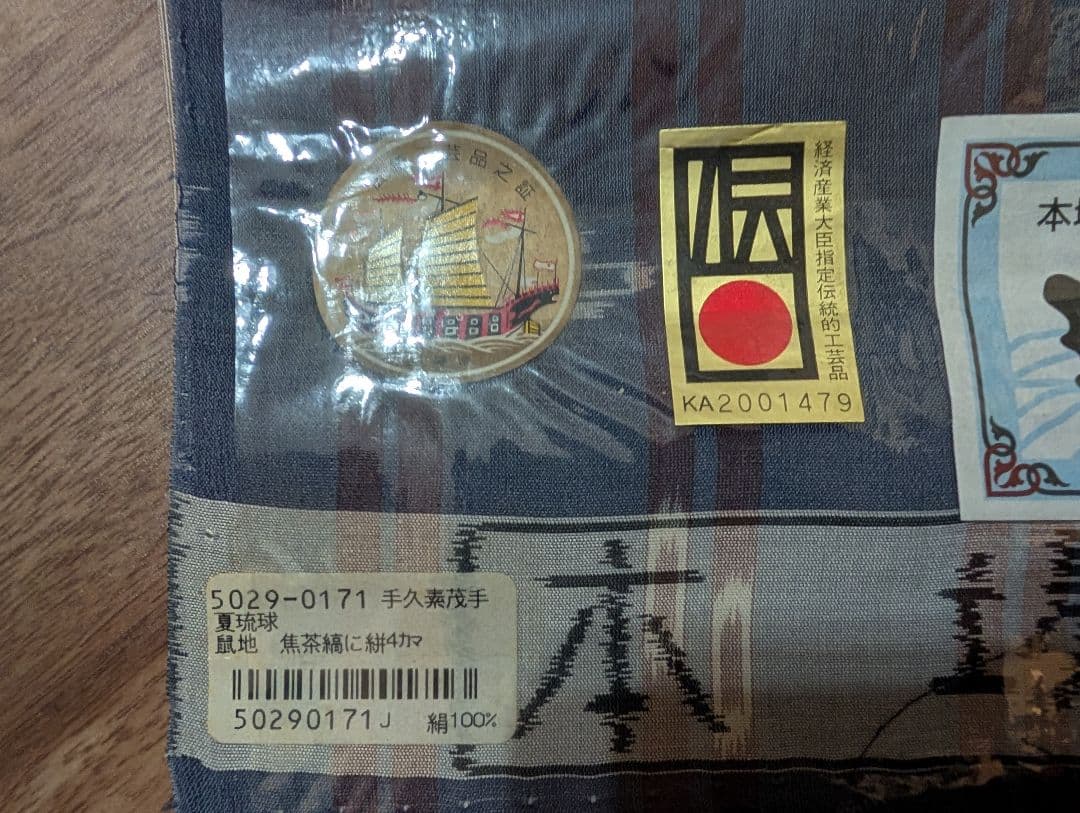 芸品之証
伝
経済産業大臣指定伝統的工芸品
KA2001479
本
5029-0171 手久素茂手
夏琉球
鼠地 焦茶縞に絣4カマ
50290171J 絹100%
本